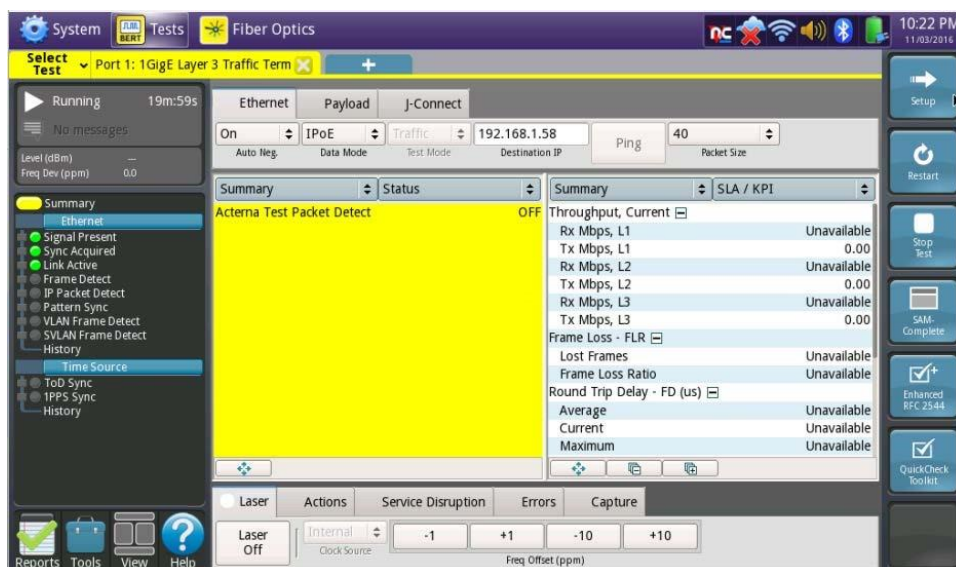 System
BERT
Tests
Fiber Optics
nc
10:22 PM
11/03/2016
Select Test
Port 1: 1GigE Layer 3 Traffic Term
+
Running 19m:59s
No messages
Level (dBm) —
Freq Dev (ppm) 0.0
Summary
Ethernet
Signal Present
Sync Acquired
Link Active
Frame Detect
IP Packet Detect
Pattern Sync
VLAN Frame Detect
SVLAN Frame Detect
History
Time Source
ToD Sync
1PPS Sync
History
Reports Tools View Help
Ethernet Payload J-Connect
On IPoE Traffic 192.168.1.58 Ping 40
Auto Neg. Data Mode Test Mode Destination IP Packet Size
Summary Status
Acterna Test Packet Detect OFF
Summary SLA / KPI
Throughput, Current
Rx Mbps, L1 Unavailable
Tx Mbps, L1 0.00
Rx Mbps, L2 Unavailable
Tx Mbps, L2 0.00
Rx Mbps, L3 Unavailable
Tx Mbps, L3 0.00
Frame Loss - FLR
Lost Frames Unavailable
Frame Loss Ratio Unavailable
Round Trip Delay - FD (us)
Average Unavailable
Current Unavailable
Maximum Unavailable
Laser Actions Service Disruption Errors Capture
Laser Off
Internal -1 +1 -10 +10
Clock Source Freq Offset (ppm)
Setup
Restart
Stop Test
SAM-Complete
Enhanced RFC 2544
QuickCheck Toolkit